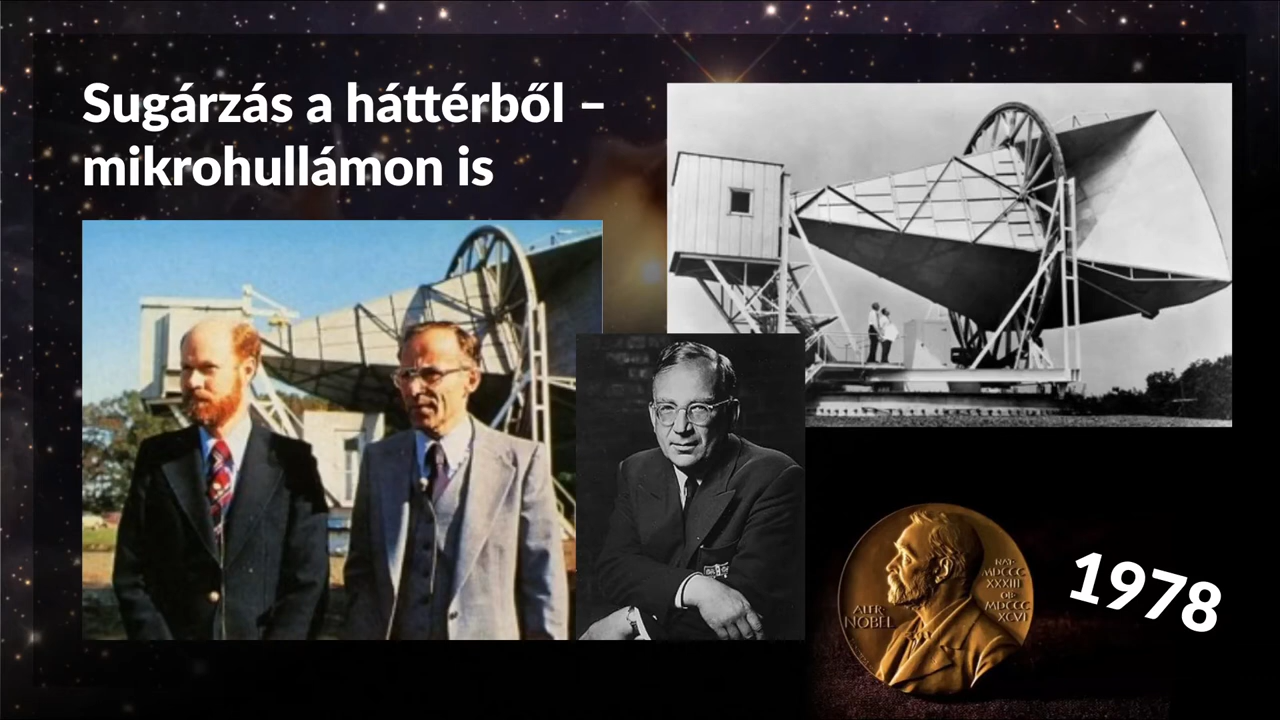 Sugárzás a háttérből –
mikrohullámon is
ALFR·
NOBEL
NAT·
MDCCC
XXXIII
OB·
MDCCC
XCVI
1978